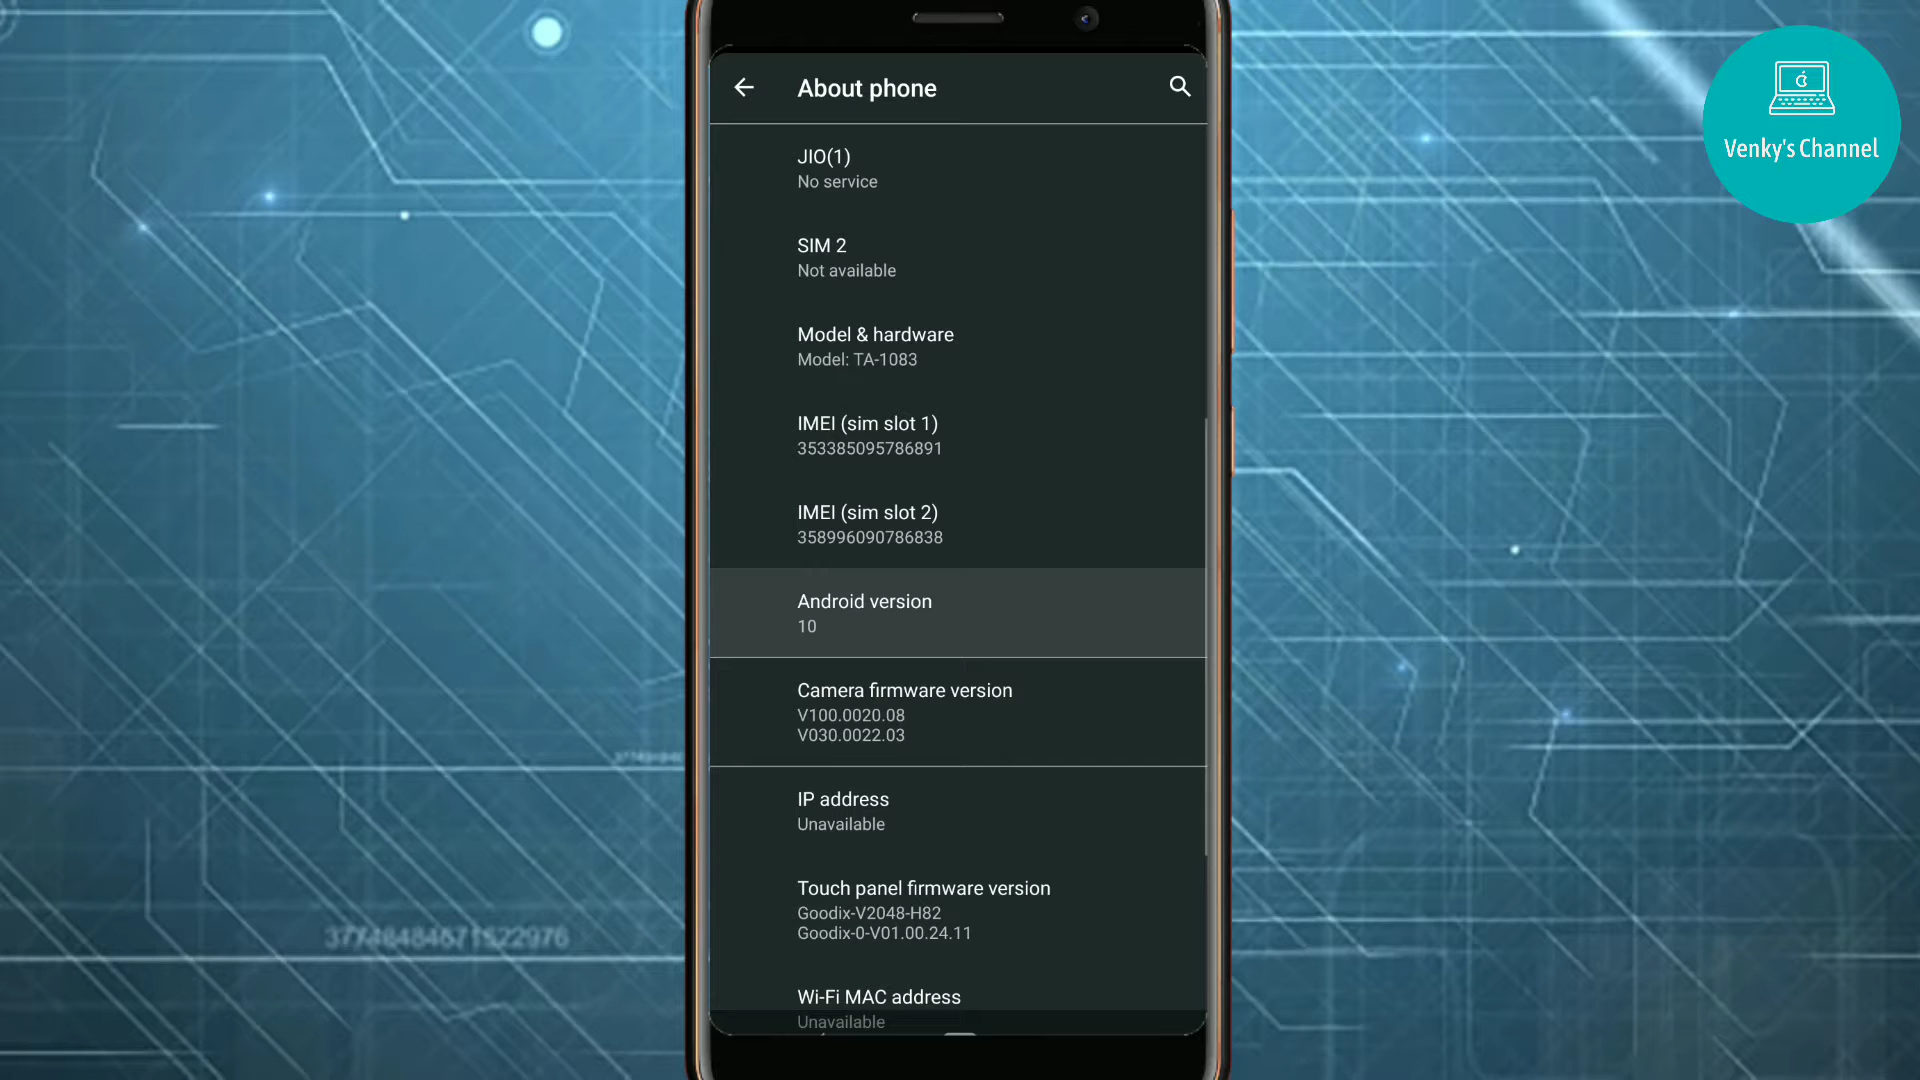 About phone
Venky's Channel
JIO(1)
No service
SIM 2
Not available
Model & hardware
Model: TA-1083
IMEI (sim slot 1)
353385095786891
IMEI (sim slot 2)
358996090786838
Android version
10
Camera firmware version
V100.0020.08
V030.0022.03
IP address
Unavailable
Touch panel firmware version
Goodix-V2048-H82
Goodix-0-V01.00.24.11
Wi-Fi MAC address
Unavailable